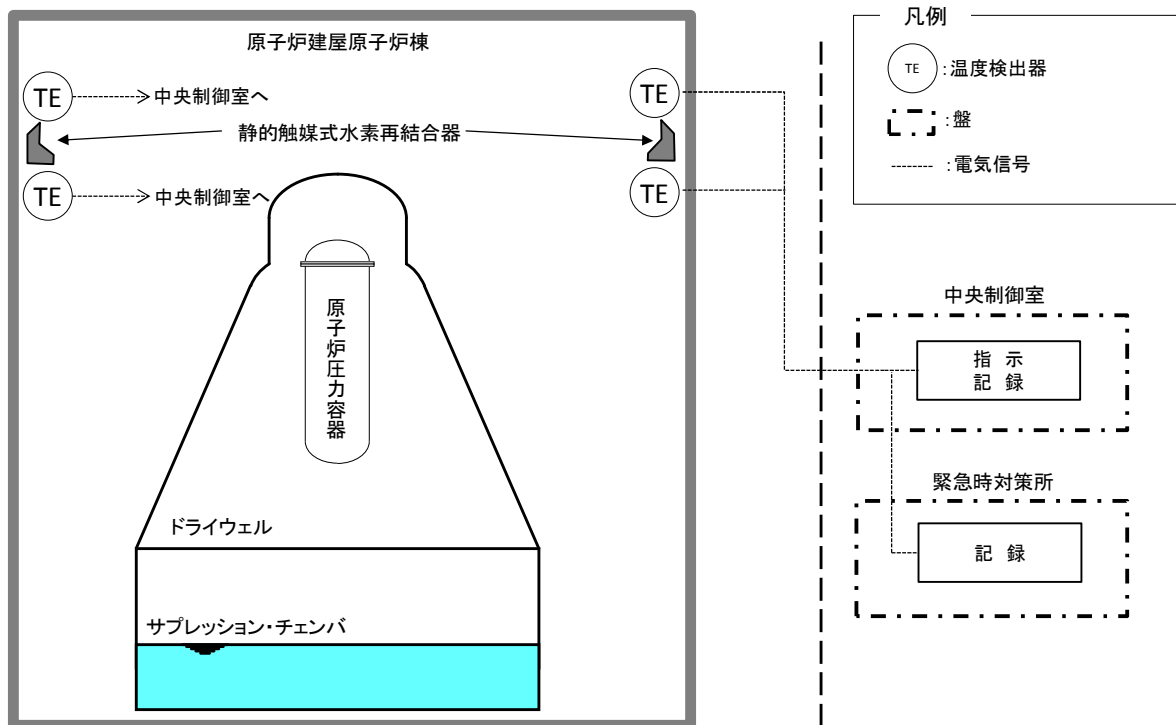 原子炉建屋原子炉棟
TE
中央制御室へ
TE
静的触媒式水素再結合器
TE
中央制御室へ
TE
原子炉圧力容器
ドライウェル
サプレッション・チェンバ
凡例
TE
:温度検出器
:盤
:電気信号
中央制御室
指 示
記 録
緊急時対策所
記 録